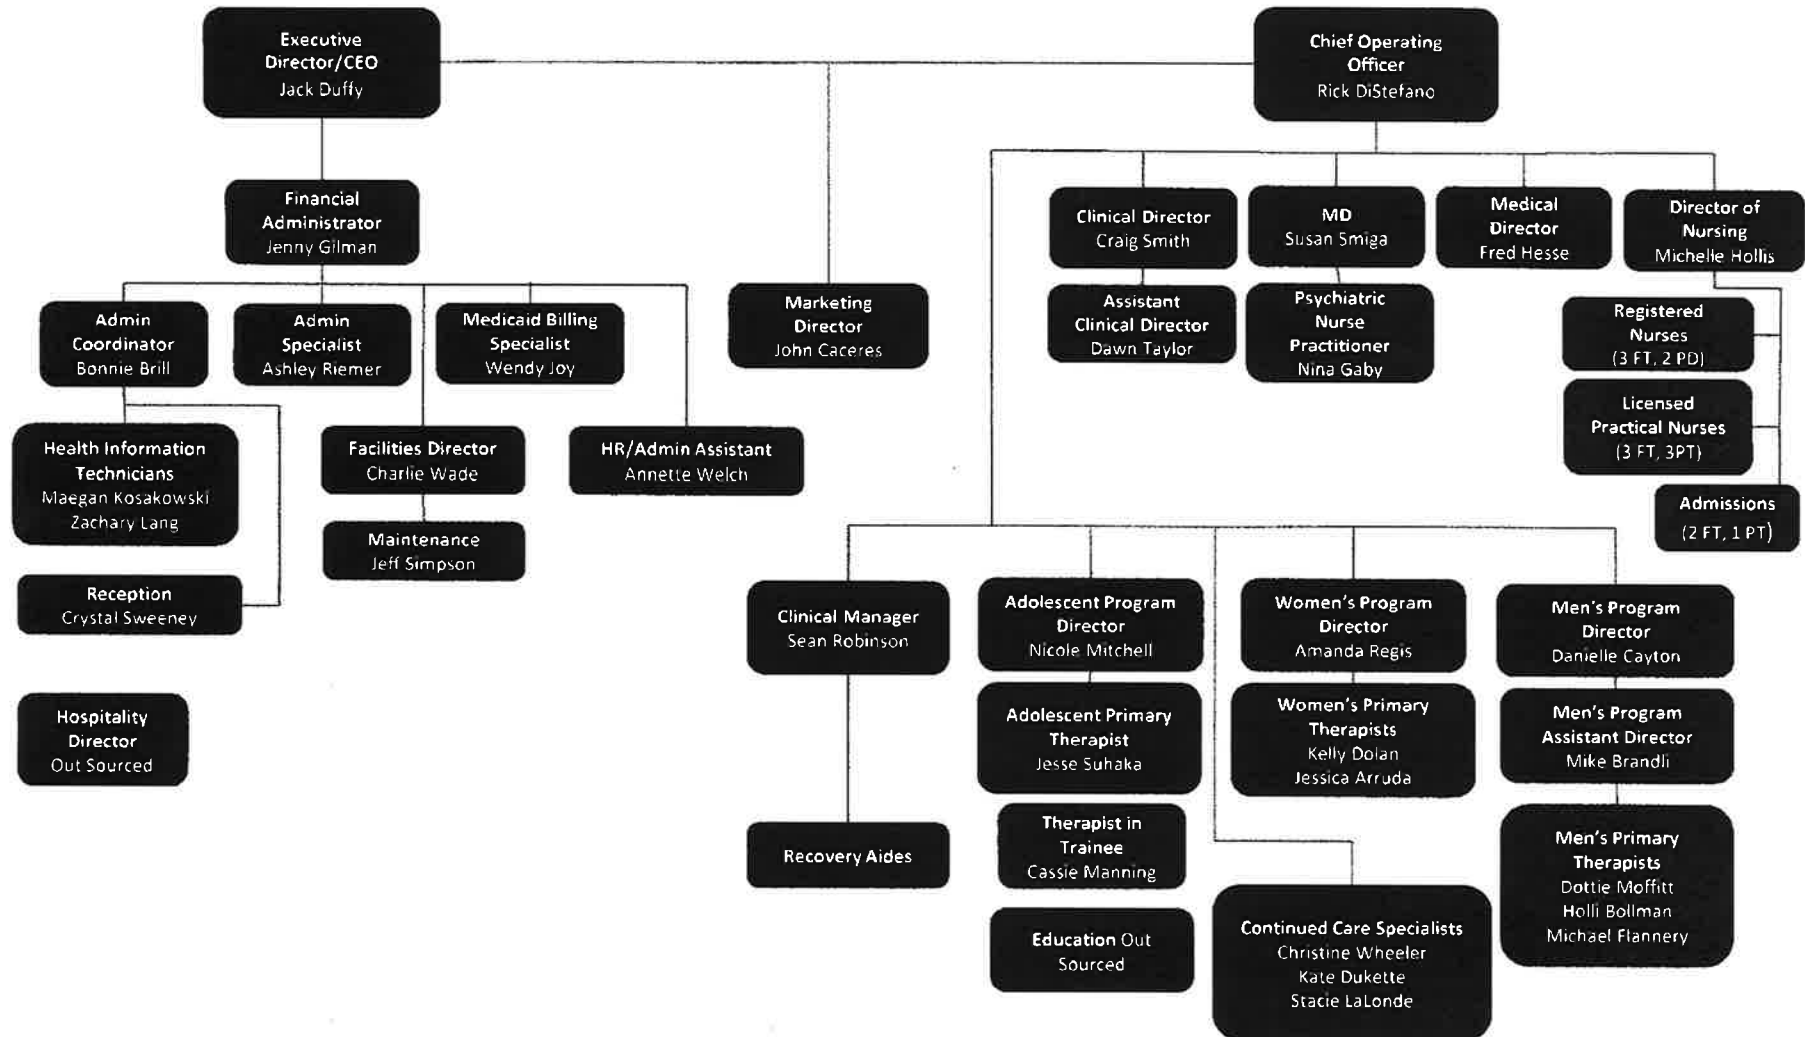 Executive
Director/CEO
Jack Duffy
Chief Operating
Officer
Rick DiStefano
Financial
Administrator
Jenny Gilman
Clinical Director
Craig Smith
MD
Susan Smiga
Medical
Director
Fred Hesse
Director of
Nursing
Michelle Hollis
Admin
Coordinator
Bonnie Brill
Admin
Specialist
Ashley Riemer
Medicaid Billing
Specialist
Wendy Joy
Marketing
Director
John Caceres
Assistant
Clinical Director
Dawn Taylor
Psychiatric
Nurse
Practitioner
Nina Gaby
Registered
Nurses
(3 FT, 2 PD)
Licensed
Practical Nurses
(3 FT, 3PT)
Admissions
(2 FT, 1 PT)
Health Information
Technicians
Maegan Kosakowski
Zachary Lang
Facilities Director
Charlie Wade
HR/Admin Assistant
Annette Welch
Maintenance
Jeff Simpson
Reception
Crystal Sweeney
Hospitality
Director
Out Sourced
Clinical Manager
Sean Robinson
Adolescent Program
Director
Nicole Mitchell
Women's Program
Director
Amanda Regis
Men's Program
Director
Danielle Cayton
Adolescent Primary
Therapist
Jesse Suhaka
Women's Primary
Therapists
Kelly Dolan
Jessica Arruda
Men's Program
Assistant Director
Mike Brandli
Recovery Aides
Therapist in
Trainee
Cassie Manning
Men's Primary
Therapists
Dottie Moffitt
Holli Bollman
Michael Flannery
Education Out
Sourced
Continued Care Specialists
Christine Wheeler
Kate Dukette
Stacie LaLonde